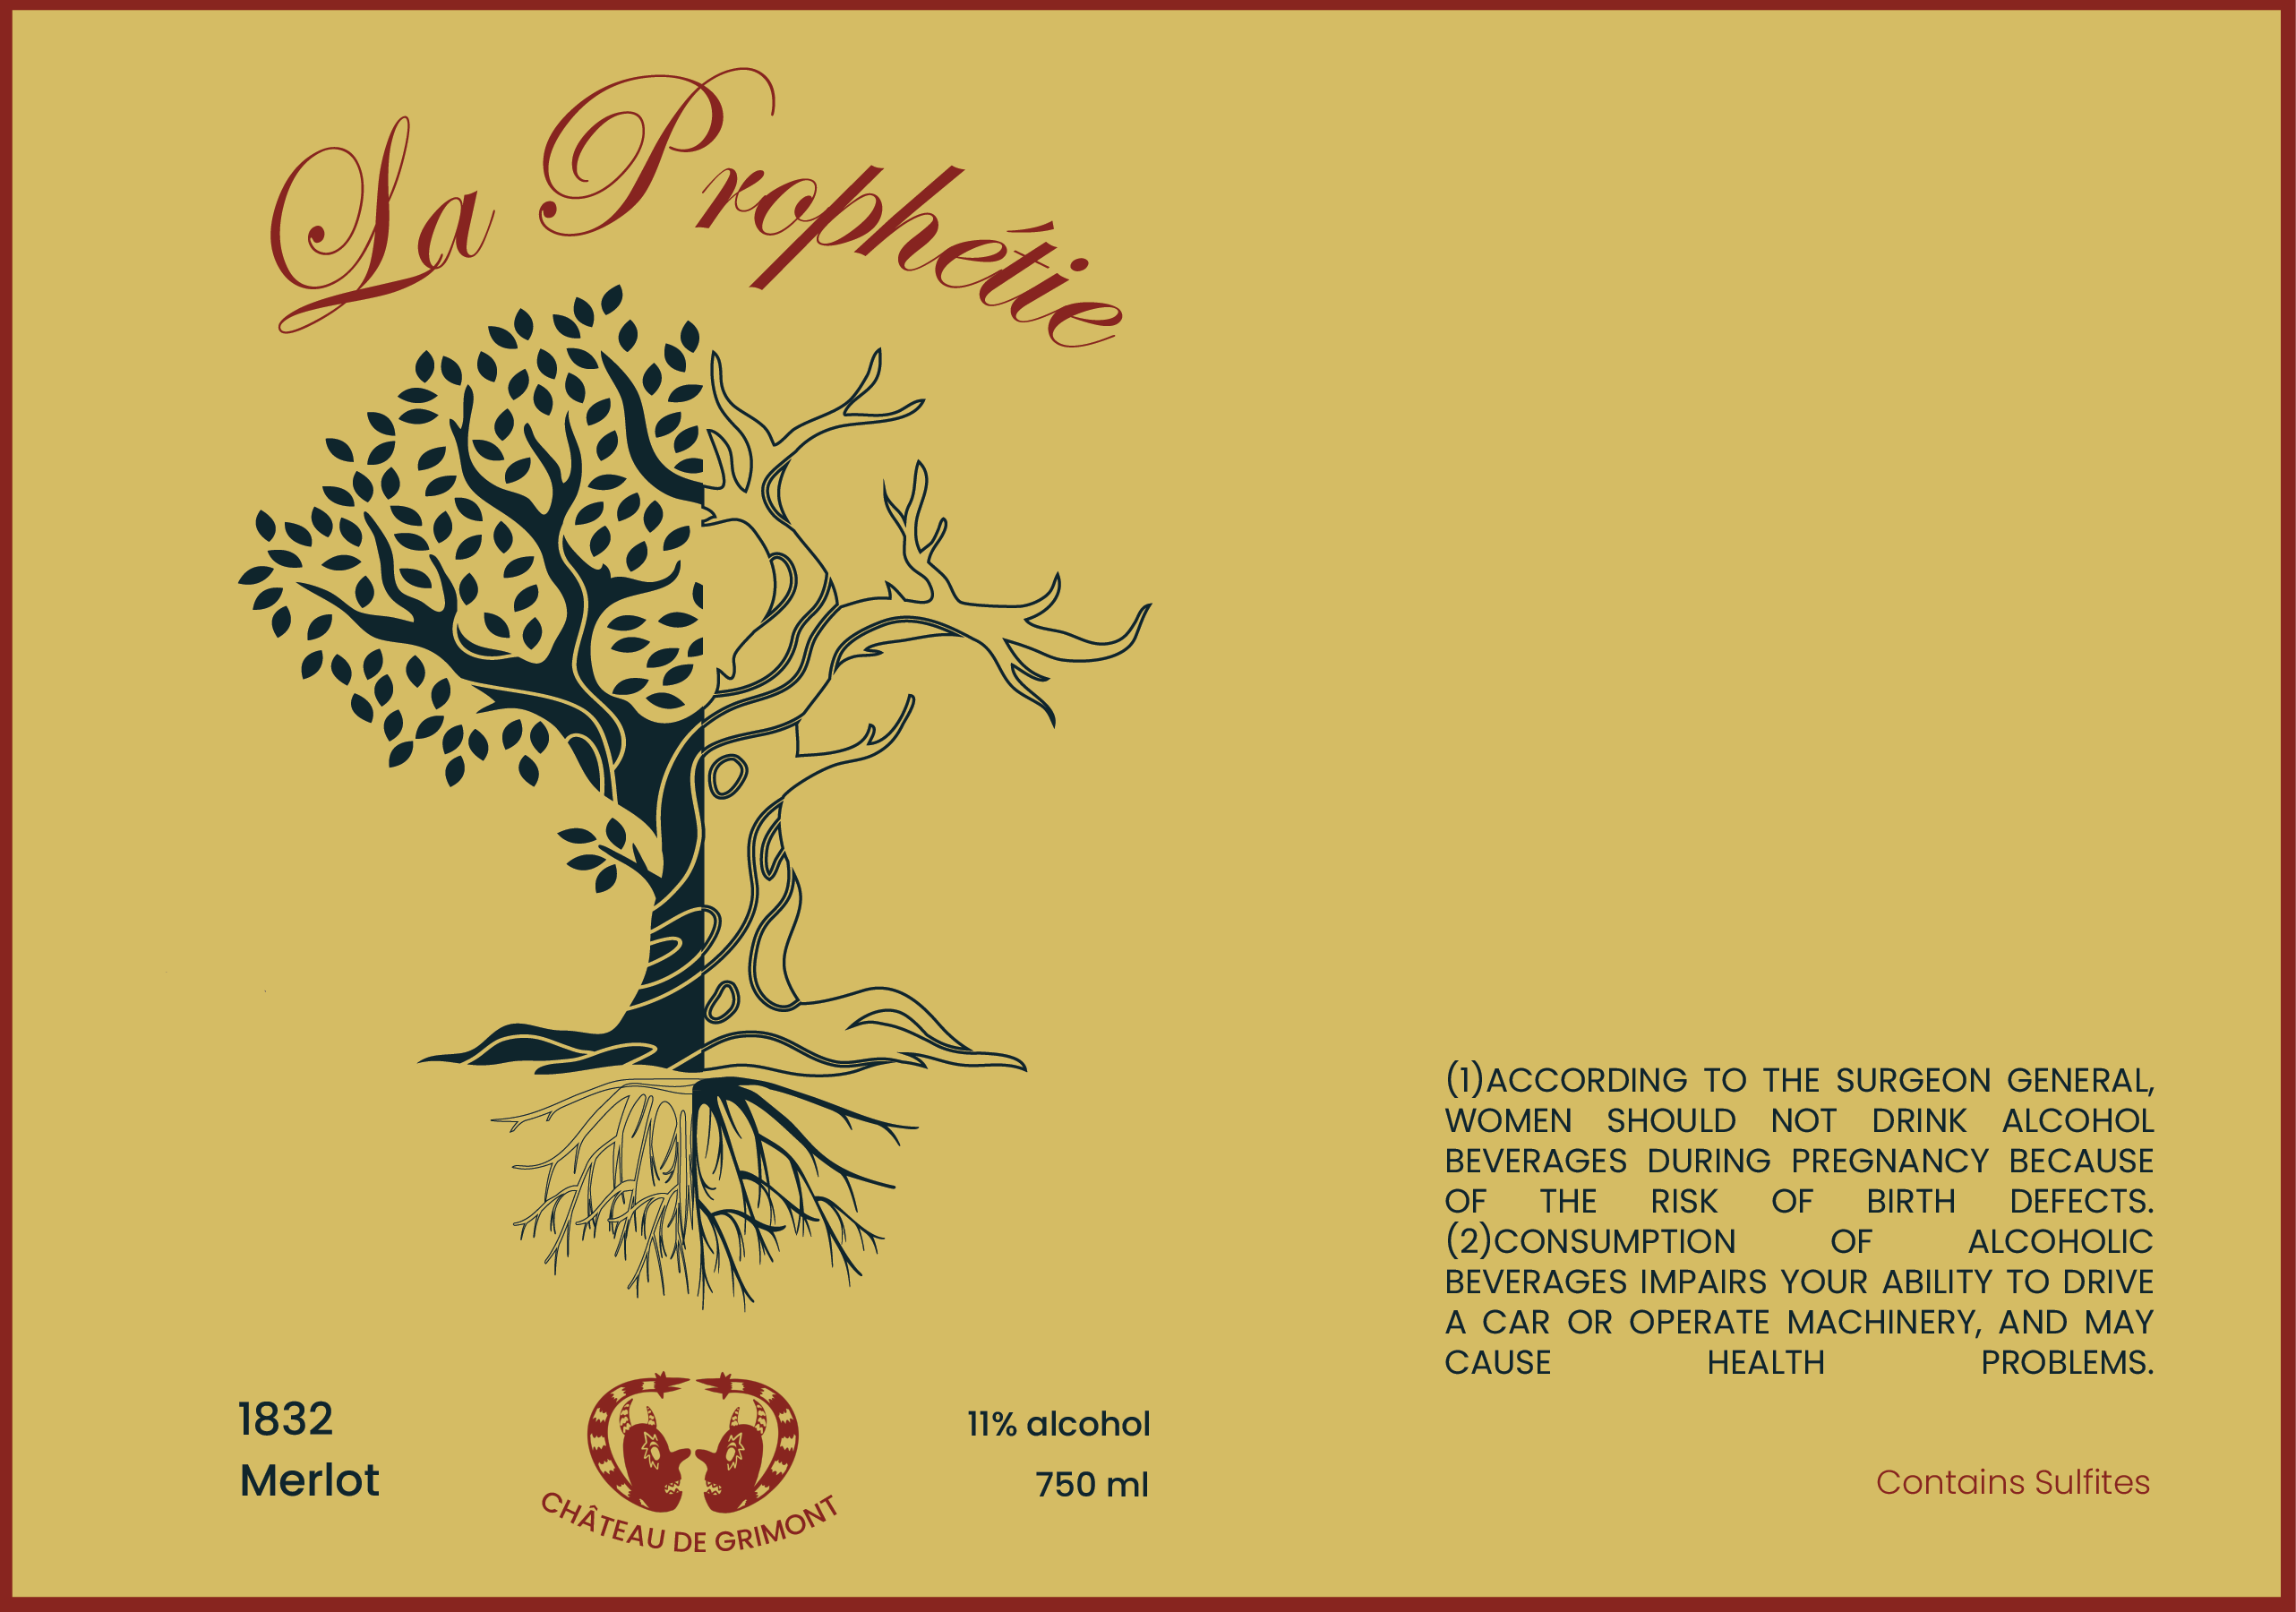 La Prophétie
1832
Merlot
CHÂTEAU DE GRIMONT
11% alcohol
750 ml
(1)ACCORDING TO THE SURGEON GENERAL,
WOMEN SHOULD NOT DRINK ALCOHOL
BEVERAGES DURING PREGNANCY BECAUSE
OF THE RISK OF BIRTH DEFECTS.
(2)CONSUMPTION OF ALCOHOLIC
BEVERAGES IMPAIRS YOUR ABILITY TO DRIVE
A CAR OR OPERATE MACHINERY, AND MAY
CAUSE HEALTH PROBLEMS.
Contains Sulfites